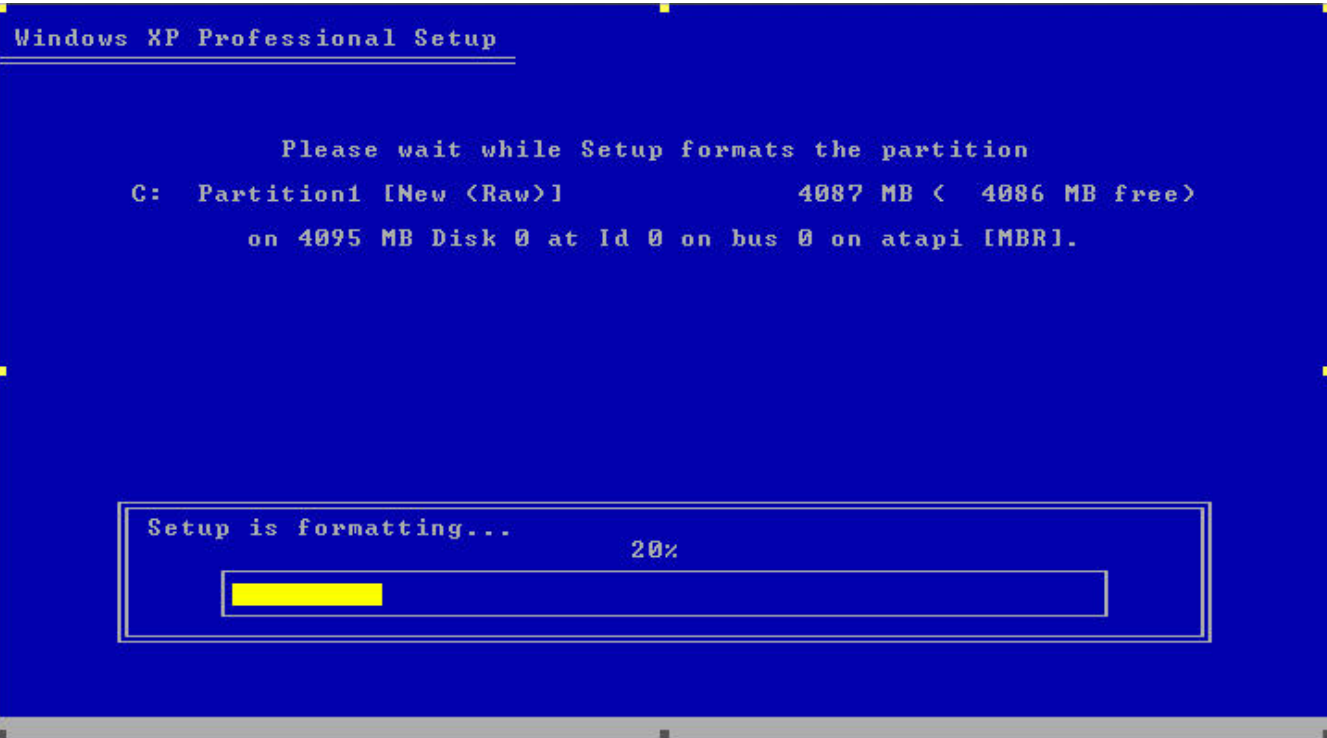 Windows XP Professional Setup
Please wait while Setup formats the partition
C: Partition1 [New (Raw)] 4087 MB ( 4086 MB free)
on 4095 MB Disk 0 at Id 0 on bus 0 on atapi [MBR].
Setup is formatting...
20%